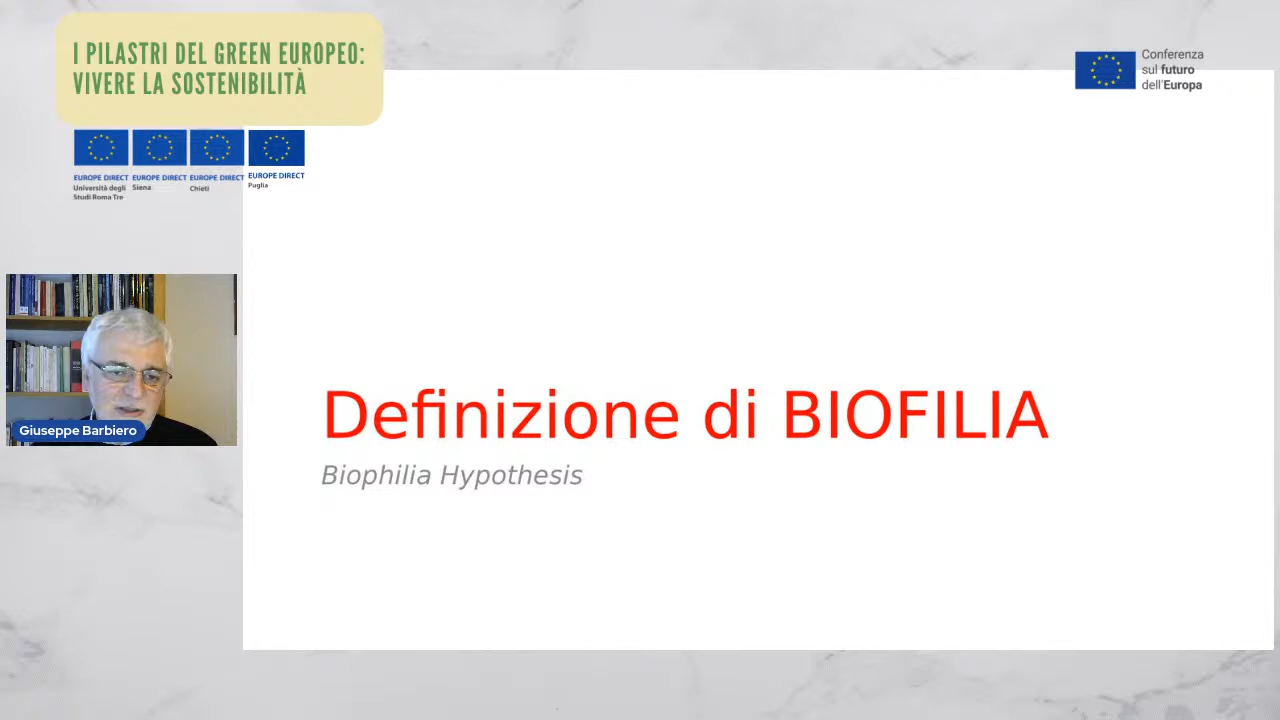 I PILASTRI DEL GREEN EUROPEO:
VIVERE LA SOSTENIBILITÀ
Conferenza
sul futuro
dell'Europa
EUROPE DIRECT
Università degli
Studi Roma Tre
EUROPE DIRECT
Siena
EUROPE DIRECT
Chieti
EUROPE DIRECT
Puglia
Giuseppe Barbiero
Definizione di BIOFILIA
Biophilia Hypothesis